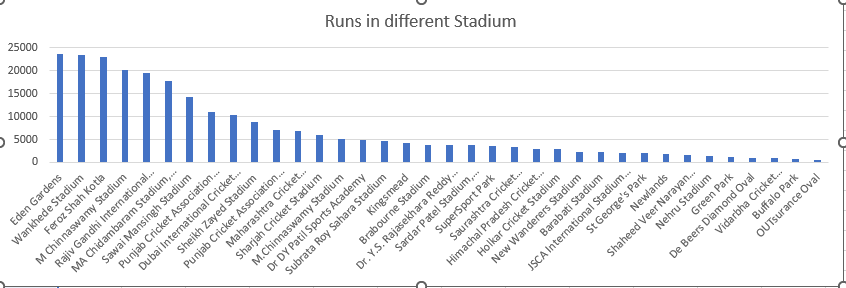 Runs in different Stadium
25000
20000
15000
10000
5000
0
Eden Gardens
Wankhede Stadium
Feroz Shah Kotla
M Chinnaswamy Stadium
Rajiv Gandhi International…
MA Chidambaram Stadium,…
Sawai Mansingh Stadium
Punjab Cricket Association…
Dubai International Cricket…
Sheikh Zayed Stadium
Punjab Cricket Association…
Maharashtra Cricket…
Sharjah Cricket Stadium
M.Chinnaswamy Stadium
Dr DY Patil Sports Academy
Subrata Roy Sahara Stadium
Kingsmead
Brabourne Stadium
Dr. Y.S. Rajasekhara Reddy…
Sardar Patel Stadium,…
SuperSport Park
Saurashtra Cricket…
Himachal Pradesh Cricket…
Holkar Cricket Stadium
New Wanderers Stadium
Barabati Stadium
JSCA International Stadium…
St George's Park
Newlands
Shaheed Veer Narayan…
Nehru Stadium
Green Park
De Beers Diamond Oval
Vidarbha Cricket…
Buffalo Park
OUTsurance Oval